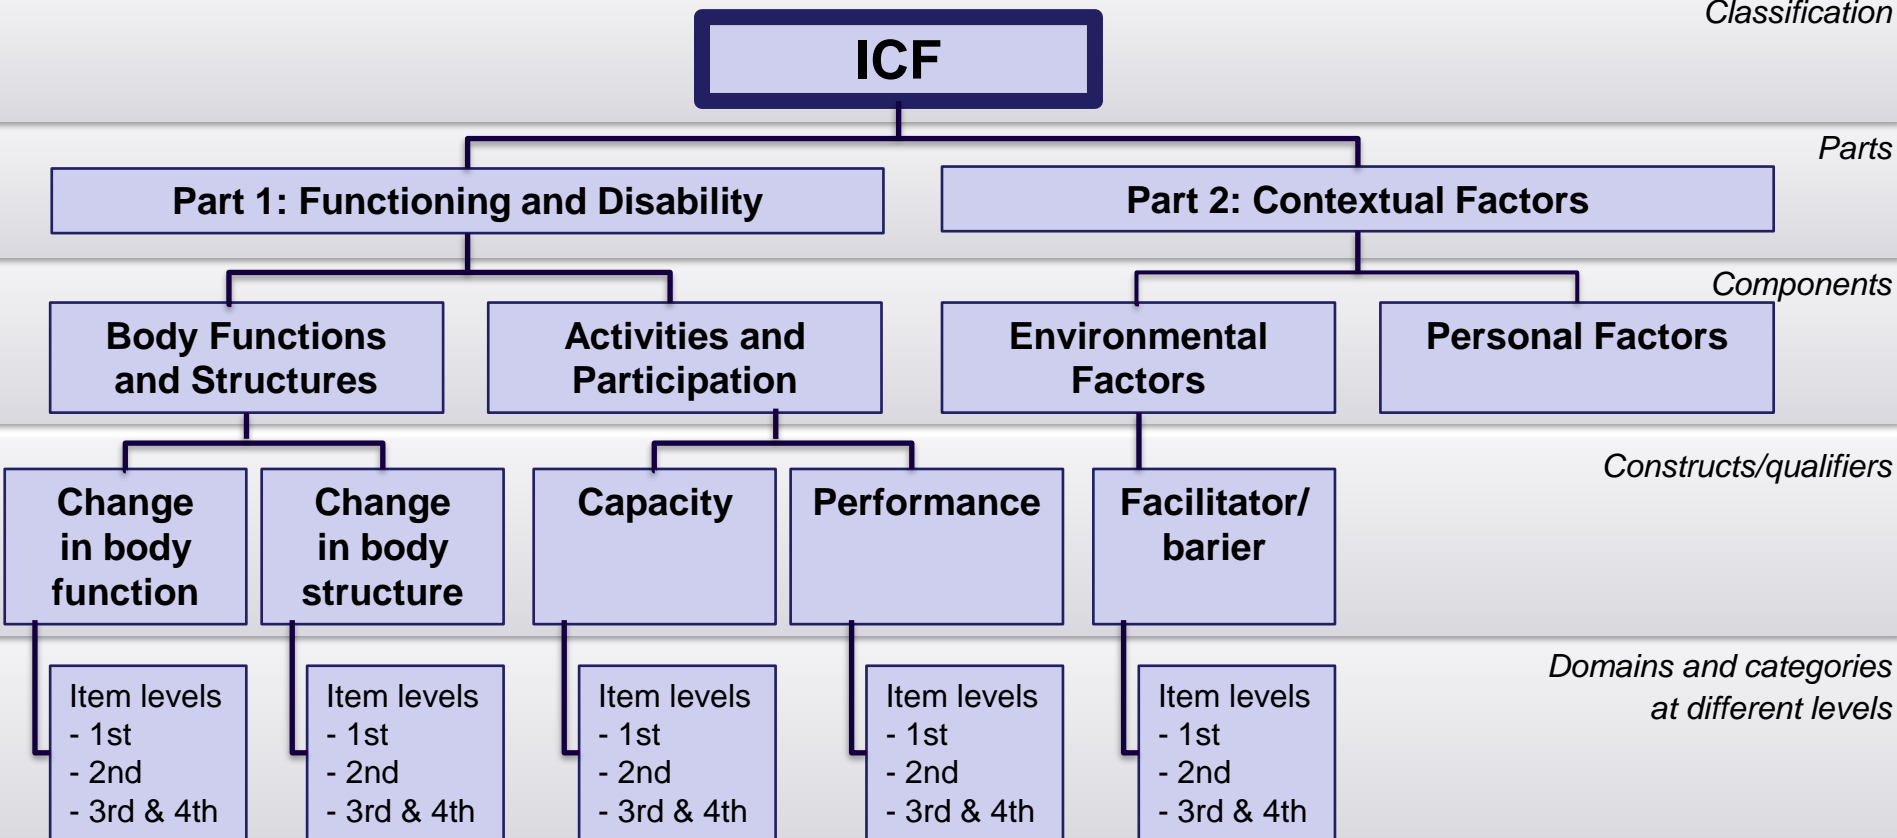 Classification
ICF
Parts
Part 1: Functioning and Disability
Part 2: Contextual Factors
Components
Body Functions
and Structures
Activities and
Participation
Environmental
Factors
Personal Factors
Constructs/qualifiers
Change
in body
function
Change
in body
structure
Capacity
Performance
Facilitator/
barier
Domains and categories
at different levels
Item levels
- 1st
- 2nd
- 3rd & 4th
Item levels
- 1st
- 2nd
- 3rd & 4th
Item levels
- 1st
- 2nd
- 3rd & 4th
Item levels
- 1st
- 2nd
- 3rd & 4th
Item levels
- 1st
- 2nd
- 3rd & 4th